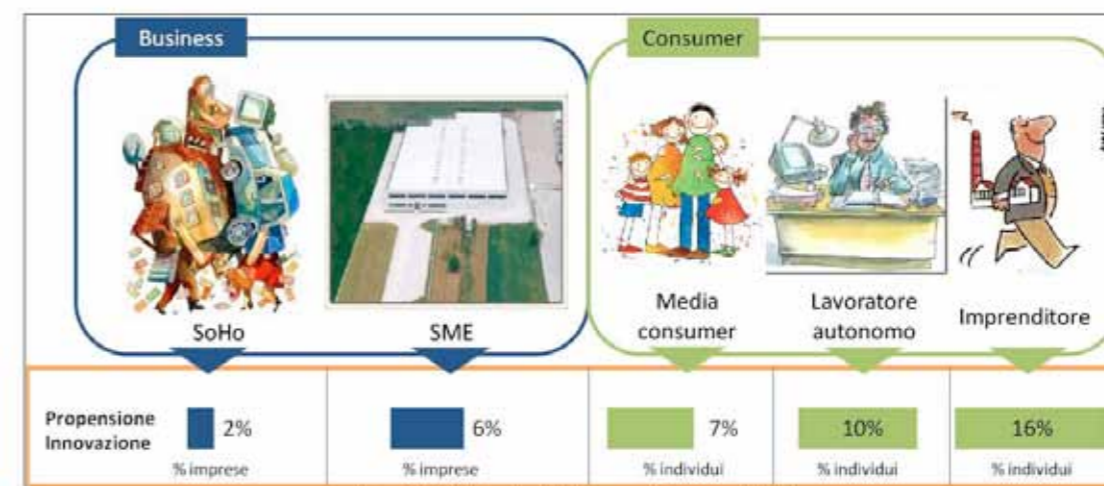 Business
Consumer
SoHo
SME
Media
consumer
Lavoratore
autonomo
Imprenditore
Propensione
Innovazione
2%
6%
7%
10%
16%
% imprese
% imprese
% individui
% individui
% individui